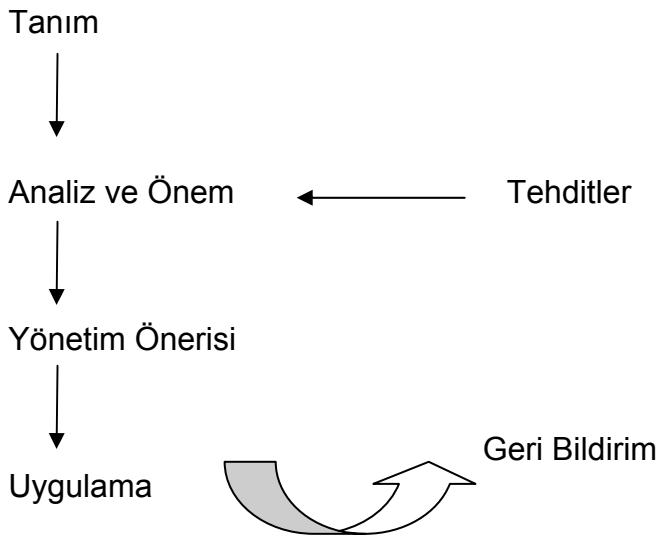 Tanım
Analiz ve Önem
Tehditler
Yönetim Önerisi
Geri Bildirim
Uygulama